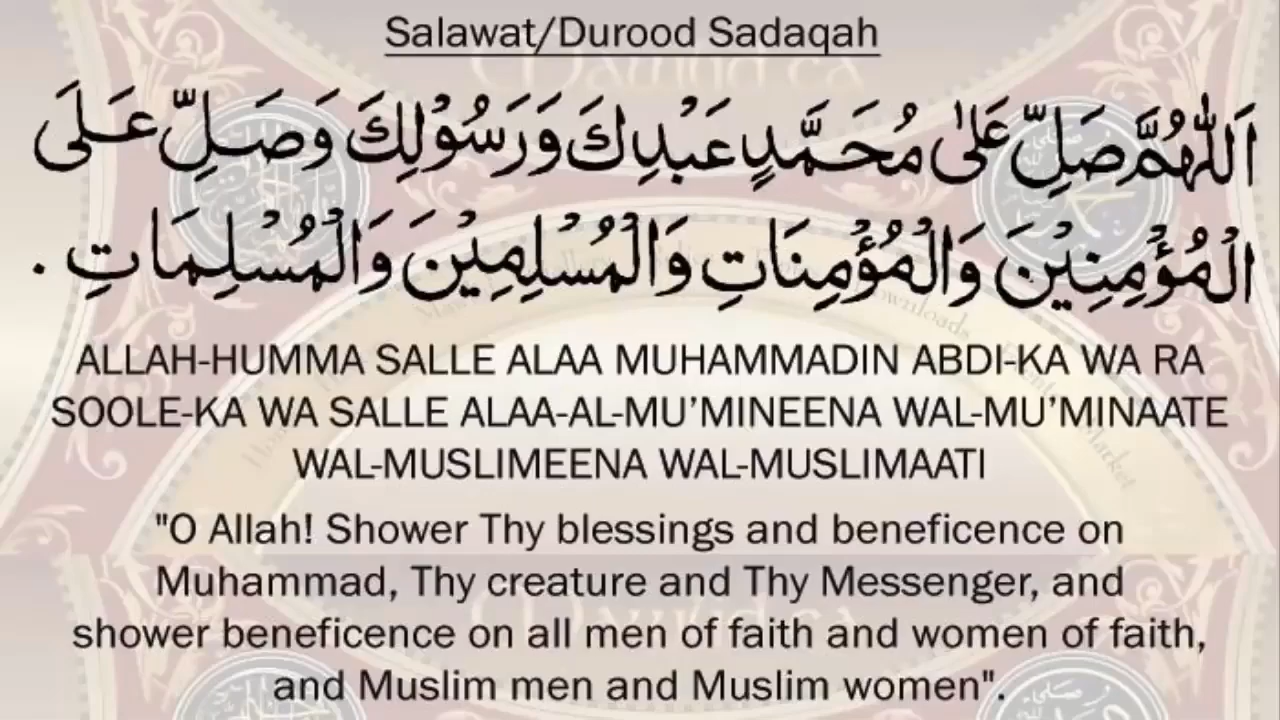 Salawat/Durood Sadaqah
اَللّٰهُمَّ صَلِّ عَلٰى مُحَمَّدٍ عَبْدِكَ وَرَسُوْلِكَ وَصَلِّ عَلَى
الْمُؤْمِنِيْنَ وَالْمُؤْمِنَاتِ وَالْمُسْلِمِيْنَ وَالْمُسْلِمَاتِ .
ALLAH-HUMMA SALLE ALAA MUHAMMADIN ABDI-KA WA RA
SOOLE-KA WA SALLE ALAA-AL-MU’MINEENA WAL-MU’MINAATE
WAL-MUSLIMEENA WAL-MUSLIMAATI
"O Allah! Shower Thy blessings and beneficence on
Muhammad, Thy creature and Thy Messenger, and
shower beneficence on all men of faith and women of faith,
and Muslim men and Muslim women".